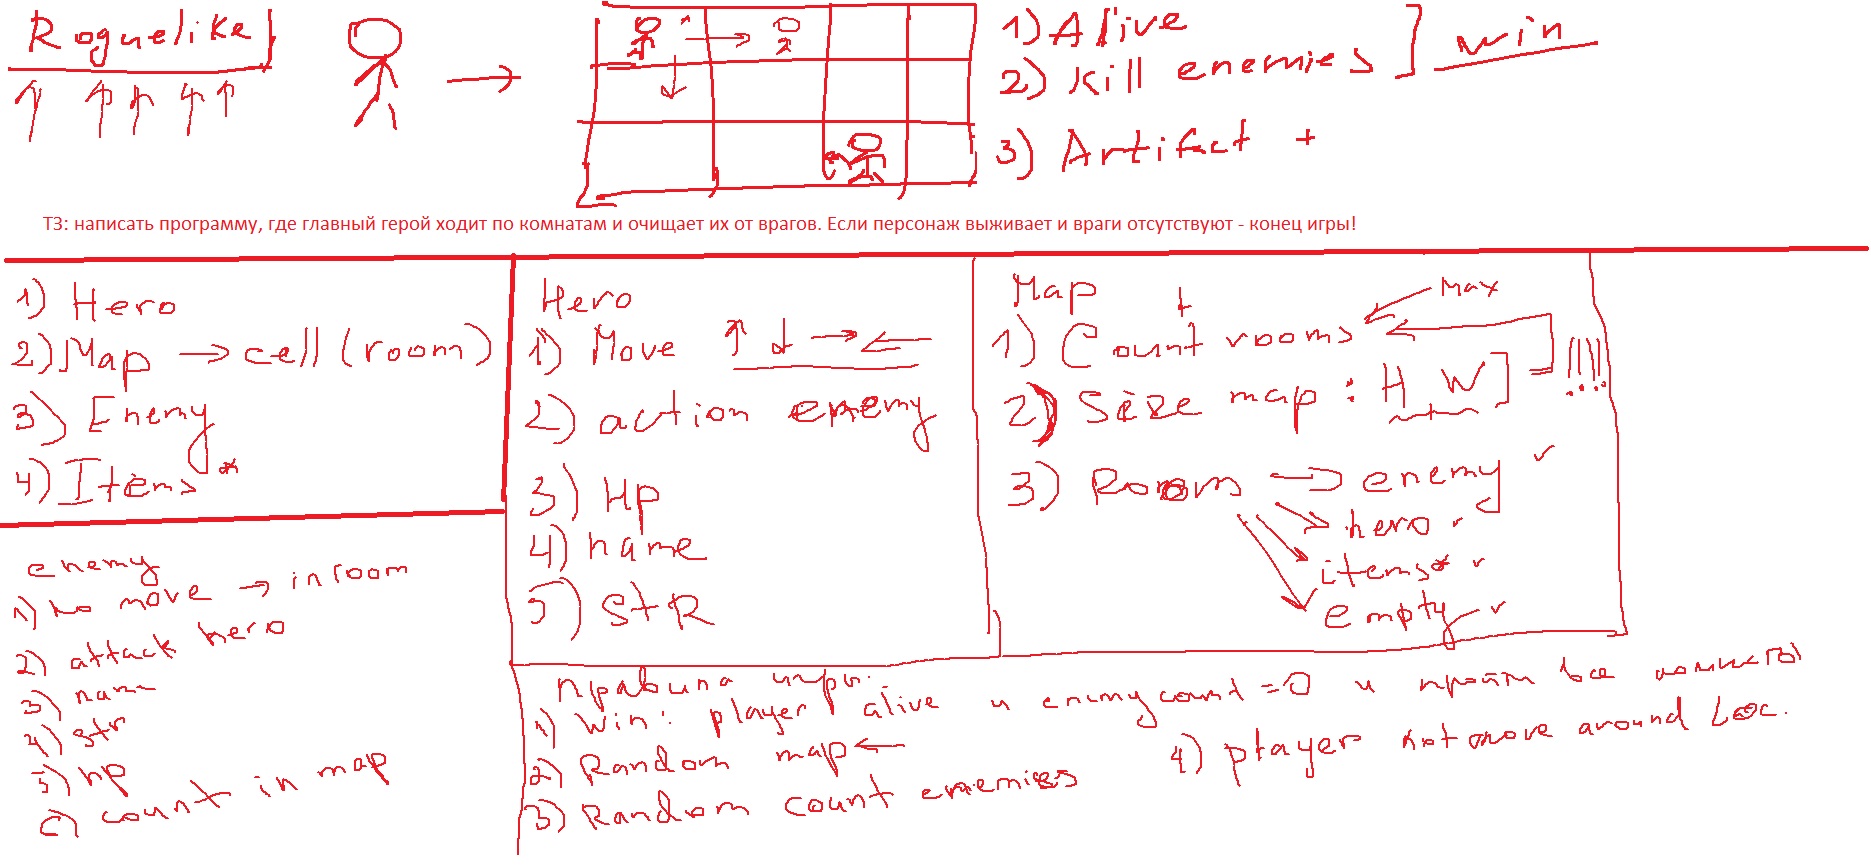 Roguelike
1) Alive
2) Kill enemies
win
3) Artifact +
ТЗ: написать программу, где главный герой ходит по комнатам и очищает их от врагов. Если персонаж выживает и враги отсутствуют - конец игры!
1) Hero
2) Map → cell (room)
3) Enemy
4) Items*
Hero
1) Move ↑ ↓ → ←
2) action enemy
3) Hp
4) name
5) StR
Map
1) Count rooms ← Max
2) Size map : H W ] !!!!
3) Rooms → enemy ✓
hero ✓
items* ✓
empty ✓
enemy
1) no move → in room
2) attack hero
3) name
4) str
5) hp
6) count in map
Правила игры:
1) Win: player alive и enemy count = 0 и пройти все комнаты
2) Random map ←
3) Random count enemies
4) player not move around Loc.